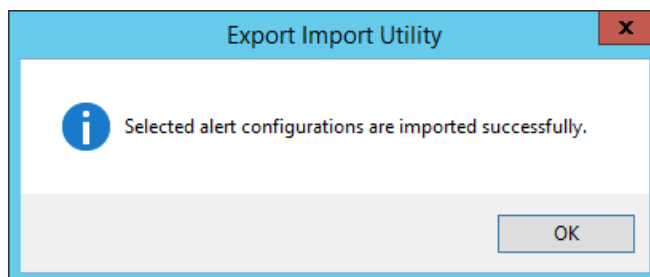 Export Import Utility
x
Selected alert configurations are imported successfully.
OK